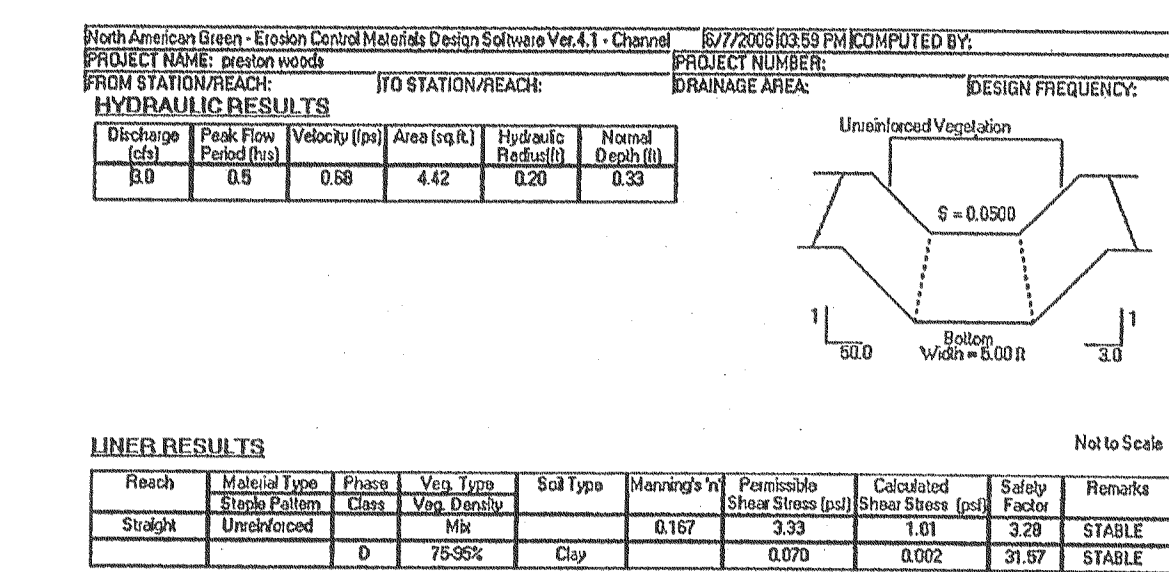 North American Green - Erosion Control Materials Design Software Ver.4.1 - Channel 6/7/2006 03:59 PM COMPUTED BY:
PROJECT NAME: preston woods PROJECT NUMBER:
FROM STATION/REACH: TO STATION/REACH: DRAINAGE AREA: DESIGN FREQUENCY:
HYDRAULIC RESULTS
Discharge (cfs) Peak Flow Period (hrs) Velocity (fps) Area (sq.ft.) Hydraulic Radius(ft) Normal Depth (ft)
3.0 0.5 0.68 4.42 0.20 0.33
Unreinforced Vegetation
S = 0.0500
1 50.0 Bottom Width = 5.00 ft 1 3.0
LINER RESULTS
Not to Scale
Reach Material Type Phase Veg. Type Soil Type Manning's 'n' Permissible Shear Stress (psf) Calculated Shear Stress (psf) Safety Factor Remarks
Staple Pattern Class Veg. Density
Straight Unreinforced Mix 0.167 3.33 1.01 3.28 STABLE
D 75-95% Clay 0.070 0.002 31.57 STABLE